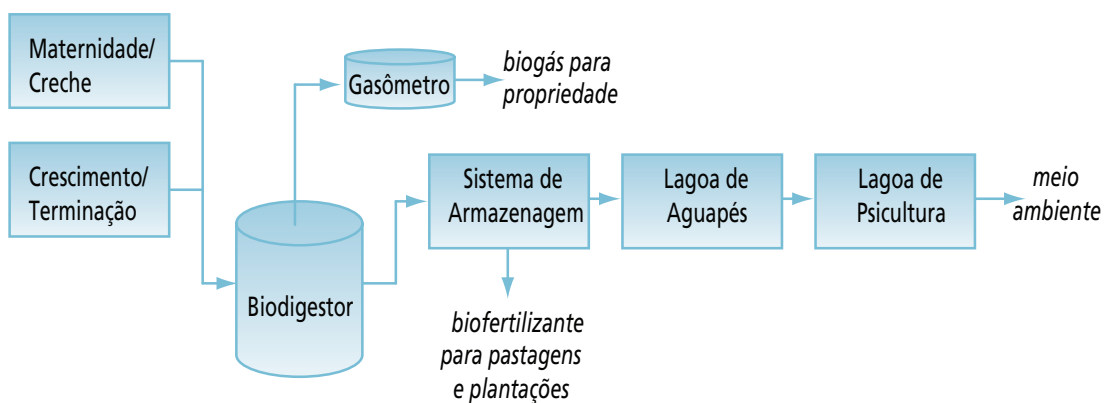 Maternidade/
Creche
Gasômetro
biogás para
propriedade
Crescimento/
Terminação
Biodigestor
Sistema de
Armazenagem
Lagoa de
Aguapés
Lagoa de
Psicultura
meio
ambiente
biofertilizante
para pastagens
e plantações